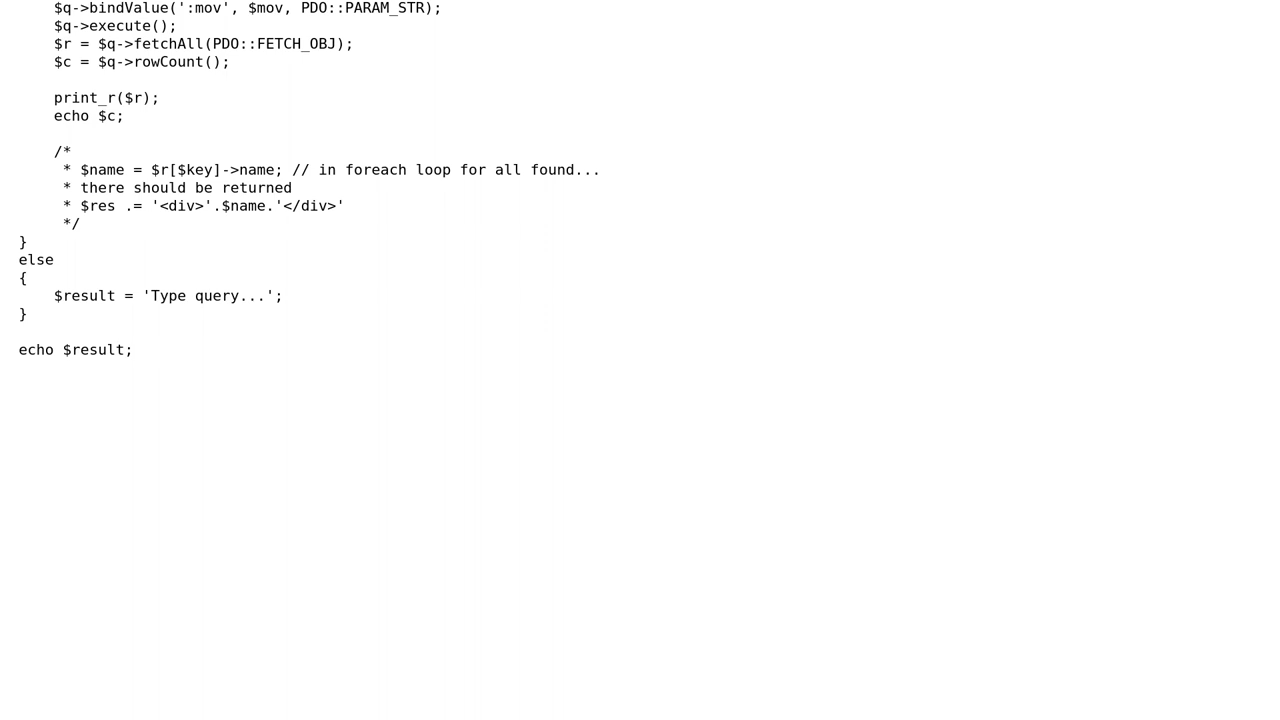 $q->bindValue(':mov', $mov, PDO::PARAM_STR);
$q->execute();
$r = $q->fetchAll(PDO::FETCH_OBJ);
$c = $q->rowCount();
print_r($r);
echo $c;
/*
* $name = $r[$key]->name; // in foreach loop for all found...
* there should be returned
* $res .= '<div>'.$name.'</div>'
*/
}
else
{
$result = 'Type query...';
}
echo $result;